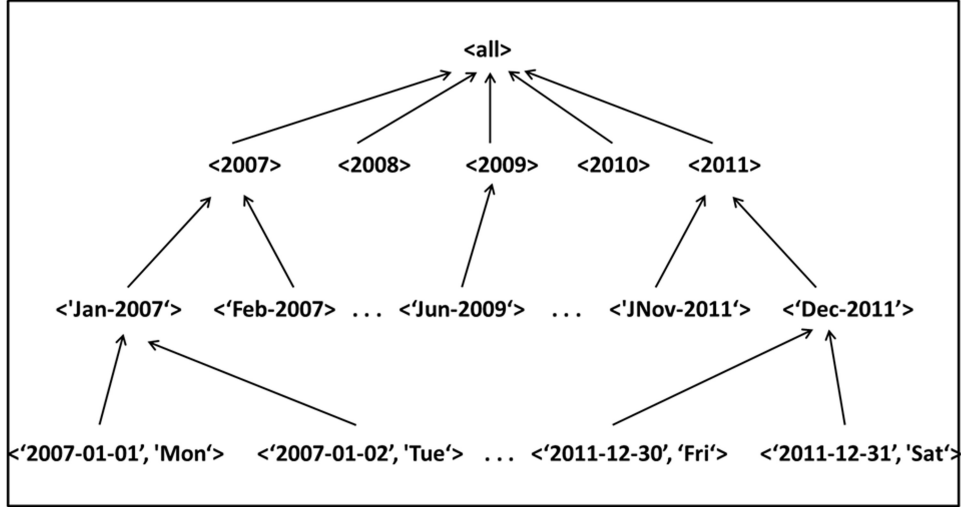 <all>
<2007> <2008> <2009> <2010> <2011>
<'Jan-2007‘> <‘Feb-2007> ... <‘Jun-2009‘> ... <'JNov-2011‘> <‘Dec-2011’>
<‘2007-01-01’, 'Mon‘> <‘2007-01-02’, 'Tue‘> ... <‘2011-12-30’, ‘Fri‘> <‘2011-12-31’, 'Sat‘>